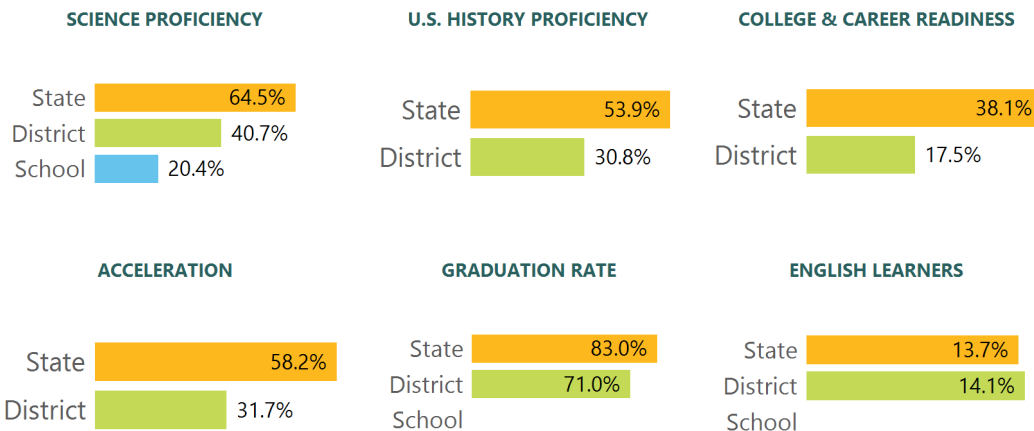 SCIENCE PROFICIENCY
State 64.5%
District 40.7%
School 20.4%
U.S. HISTORY PROFICIENCY
State 53.9%
District 30.8%
COLLEGE & CAREER READINESS
State 38.1%
District 17.5%
ACCELERATION
State 58.2%
District 31.7%
GRADUATION RATE
State 83.0%
District 71.0%
School
ENGLISH LEARNERS
State 13.7%
District 14.1%
School